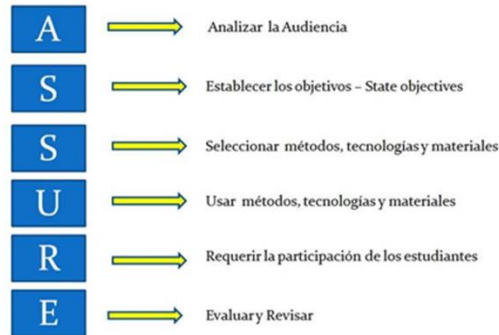 A Analizar la Audiencia
S Establecer los objetivos – State objectives
S Seleccionar métodos, tecnologías y materiales
U Usar métodos, tecnologías y materiales
R Requerir la participación de los estudiantes
E Evaluar y Revisar